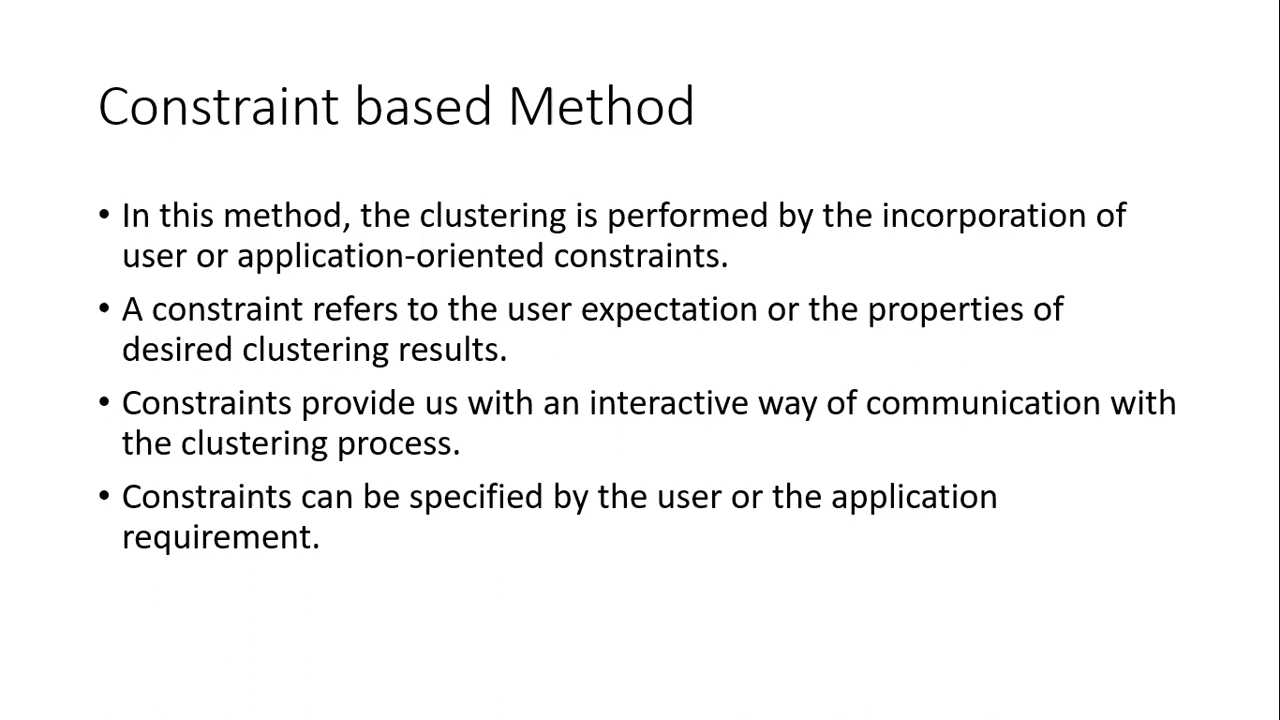 Constraint based Method
• In this method, the clustering is performed by the incorporation of
user or application-oriented constraints.
• A constraint refers to the user expectation or the properties of
desired clustering results.
• Constraints provide us with an interactive way of communication with
the clustering process.
• Constraints can be specified by the user or the application
requirement.